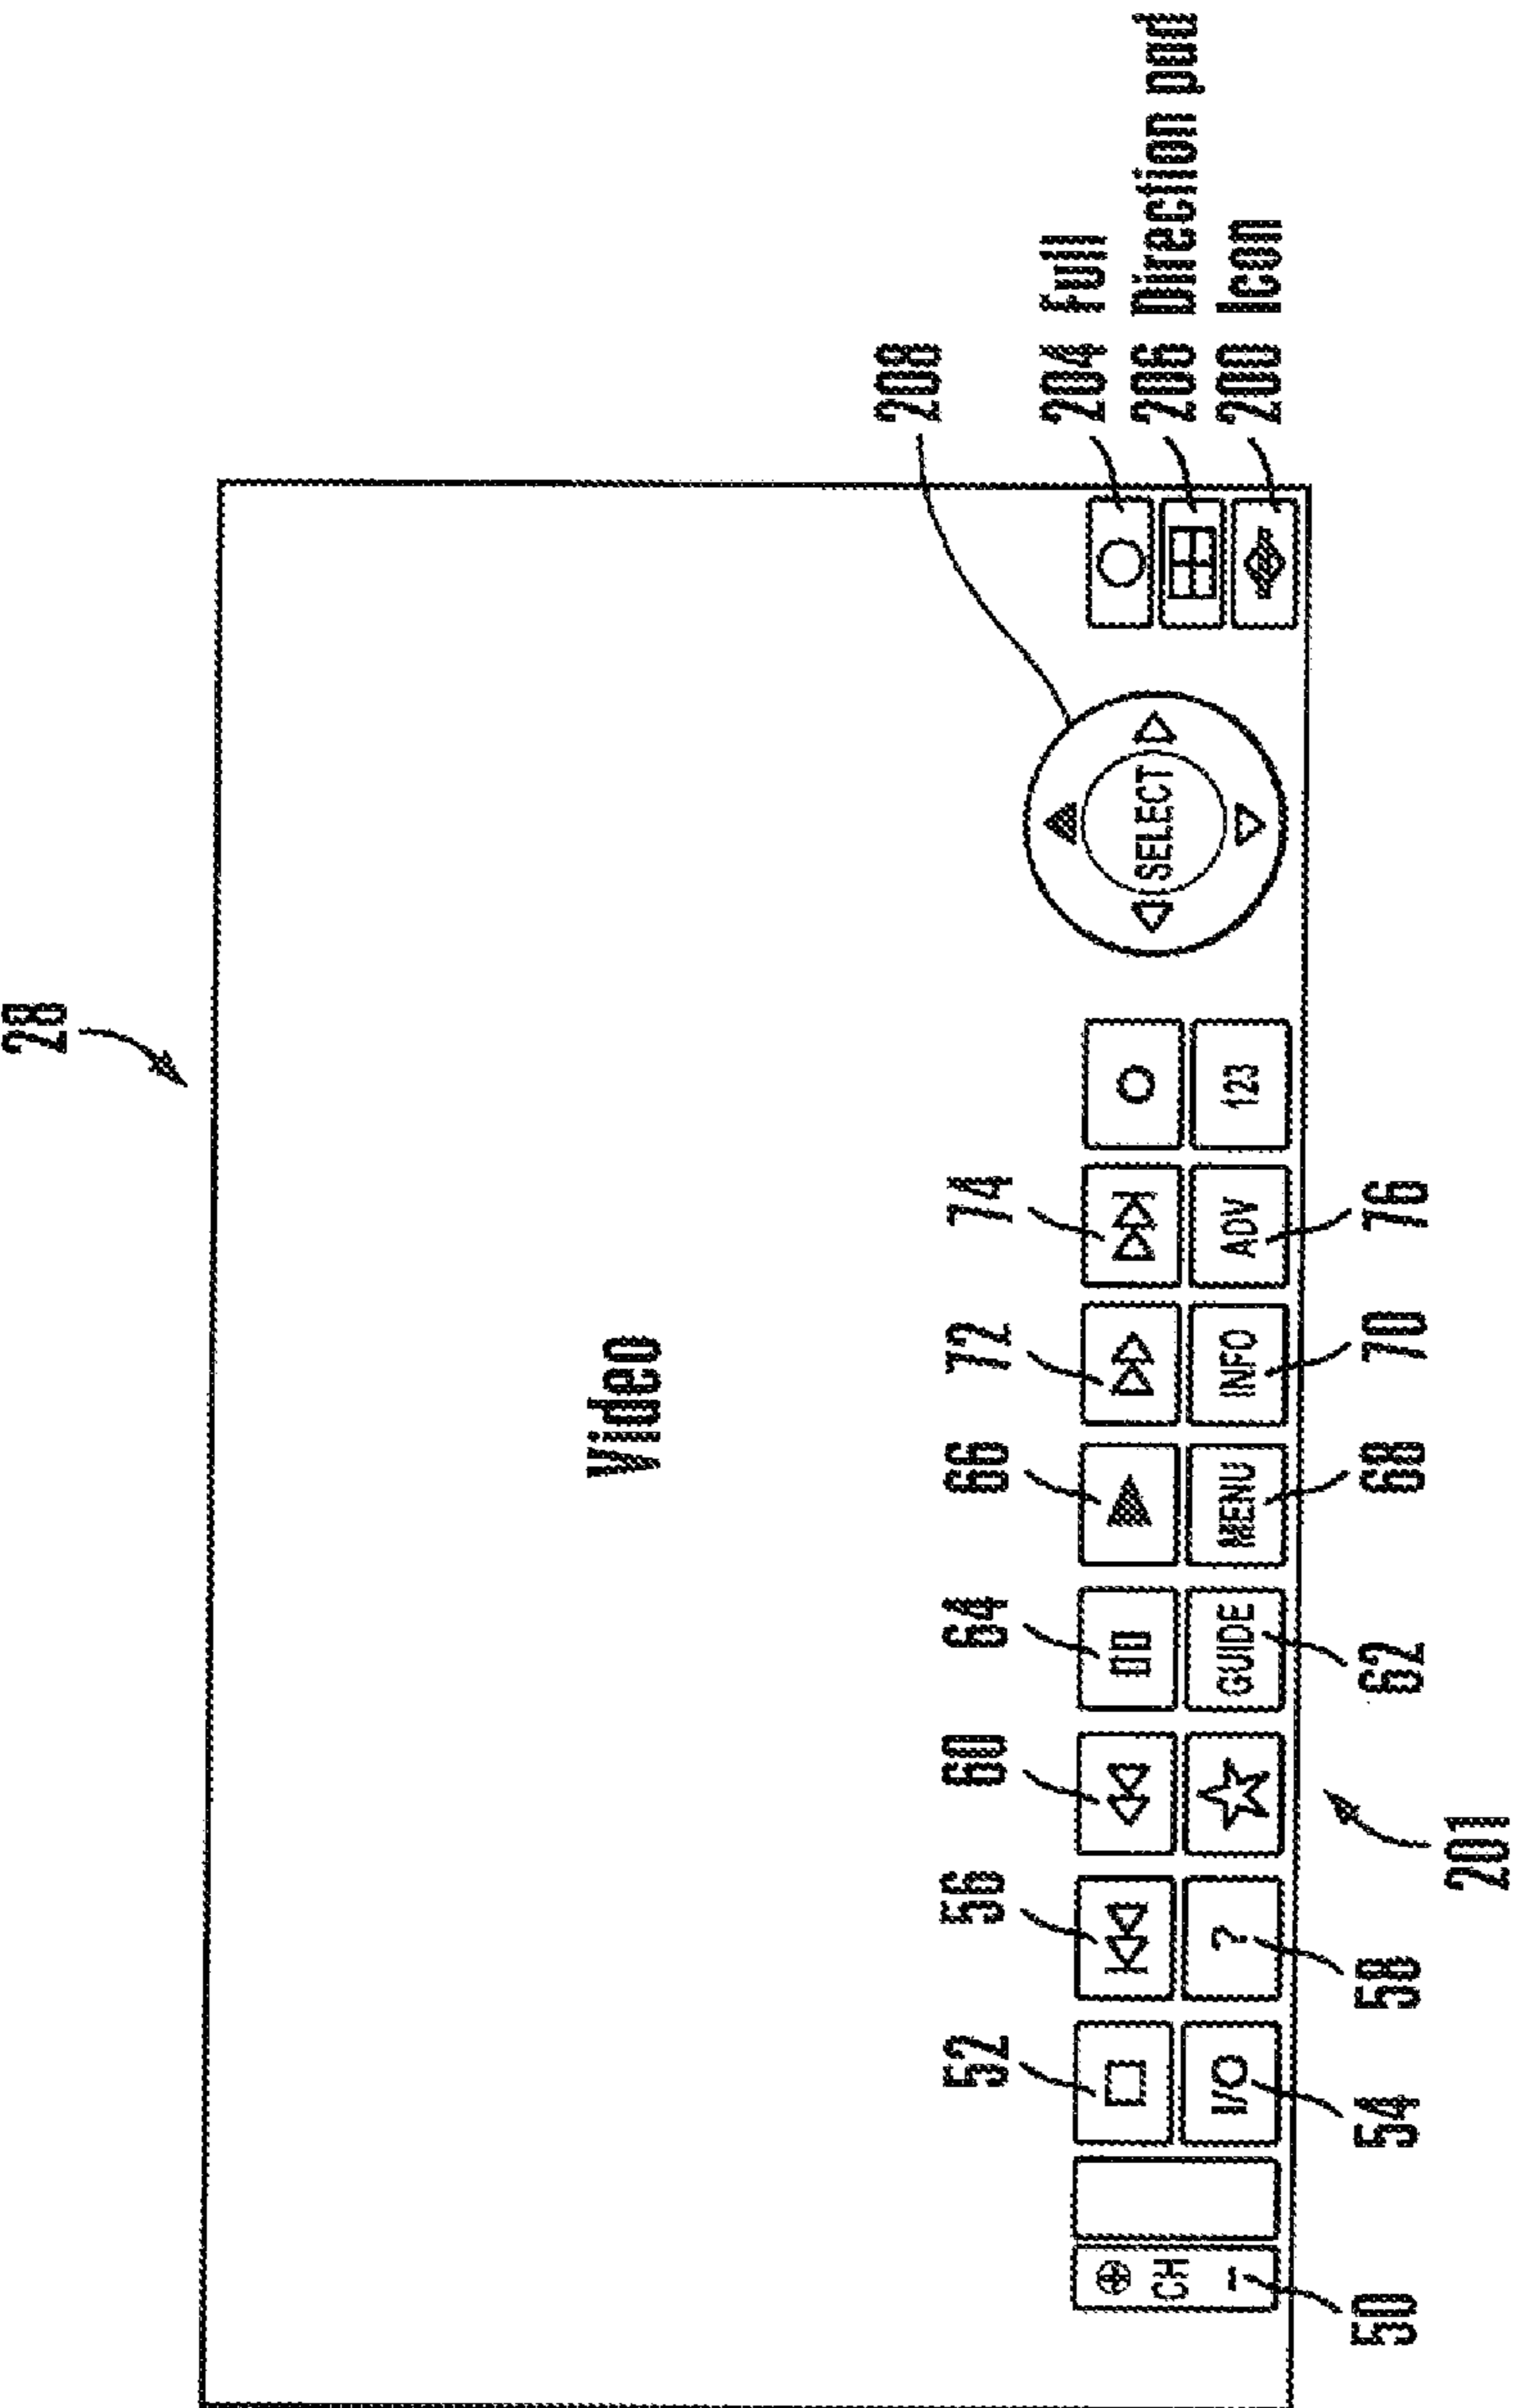 28
Video
208
204 full
206 Direction pad
200 Icon
52
56
60
64
66
72
74
CH
-
I/O
?
GUIDE
MENU
INFO
ADV
123
SELECT
50
54
58
201
62
68
70
76